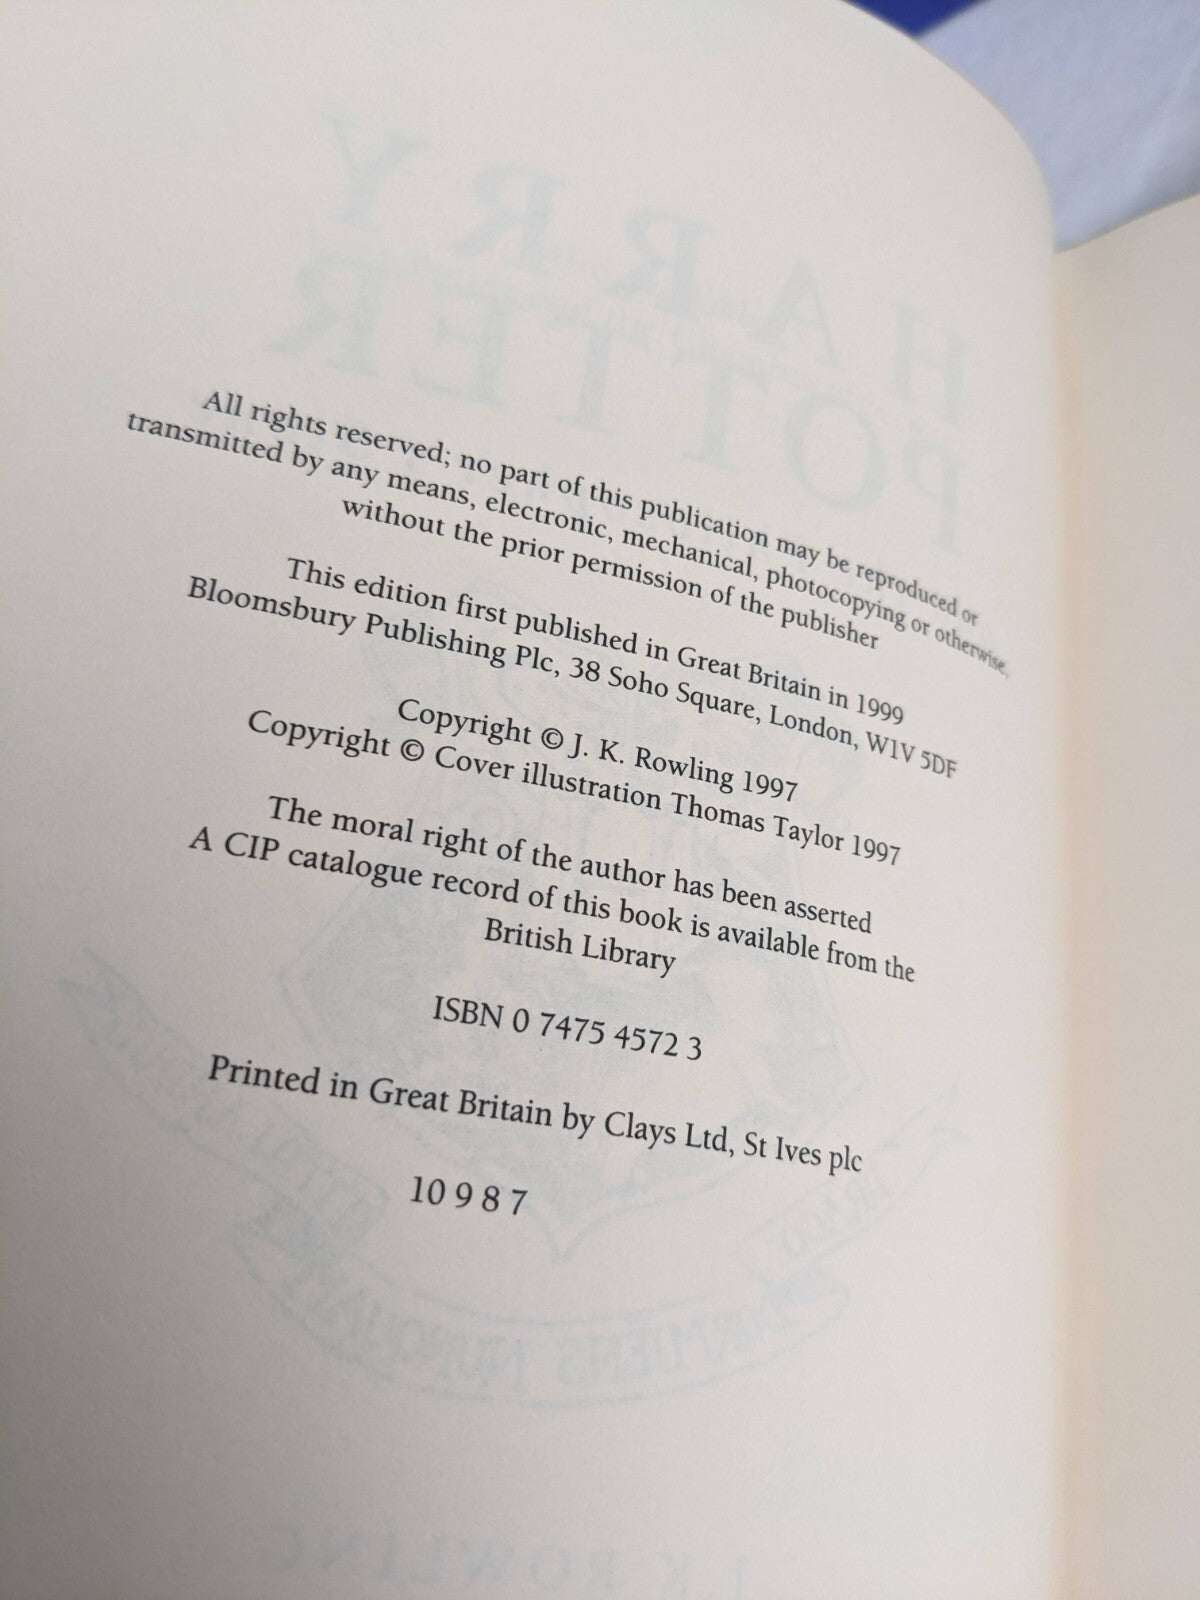 All rights reserved; no part of this publication may be reproduced or
transmitted by any means, electronic, mechanical, photocopying or otherwise,
without the prior permission of the publisher
This edition first published in Great Britain in 1999
Bloomsbury Publishing Plc, 38 Soho Square, London, W1V 5DF
Copyright © J. K. Rowling 1997
Copyright © Cover illustration Thomas Taylor 1997
The moral right of the author has been asserted
A CIP catalogue record of this book is available from the
British Library
ISBN 0 7475 4572 3
Printed in Great Britain by Clays Ltd, St Ives plc
10 9 8 7